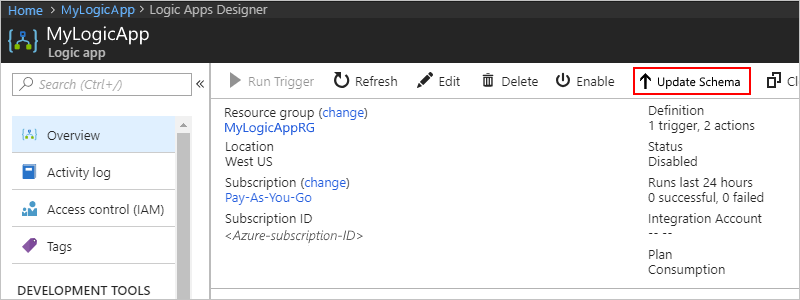 Home > MyLogicApp > Logic Apps Designer
MyLogicApp
Logic app
Search (Ctrl+/)
«
Overview
Activity log
Access control (IAM)
Tags
DEVELOPMENT TOOLS
Run Trigger Refresh Edit Delete Enable Update Schema Cl
Resource group (change)
MyLogicAppRG
Location
West US
Subscription (change)
Pay-As-You-Go
Subscription ID
<Azure-subscription-ID>
Definition
1 trigger, 2 actions
Status
Disabled
Runs last 24 hours
0 successful, 0 failed
Integration Account
-- --
Plan
Consumption